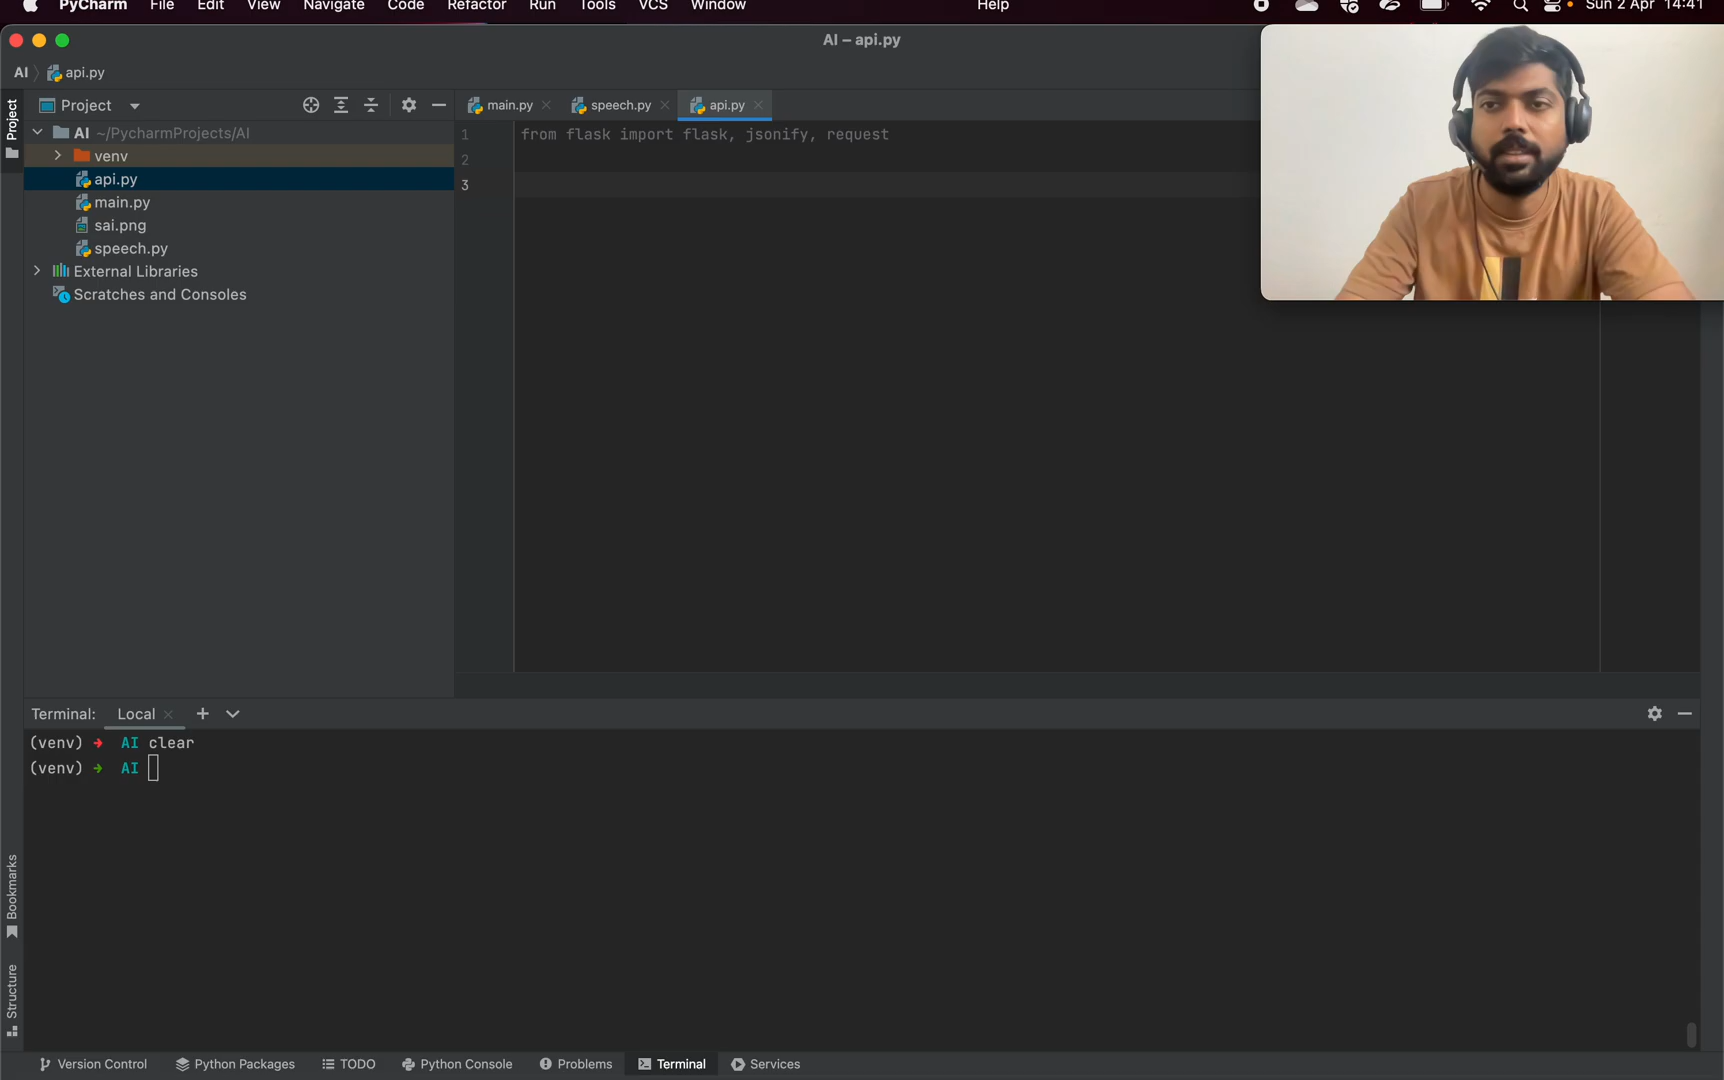 PyCharm File Edit View Navigate Code Refactor Run Tools VCS Window Help Sun 2 Apr 14:41
AI – api.py
AI api.py
Project
Project
main.py speech.py api.py
AI ~/PycharmProjects/AI
venv
api.py
main.py
sai.png
speech.py
External Libraries
Scratches and Consoles
1 from flask import flask, jsonify, request
2
3
Terminal: Local
(venv) → AI clear
(venv) → AI
Bookmarks
Structure
Version Control Python Packages TODO Python Console Problems Terminal Services